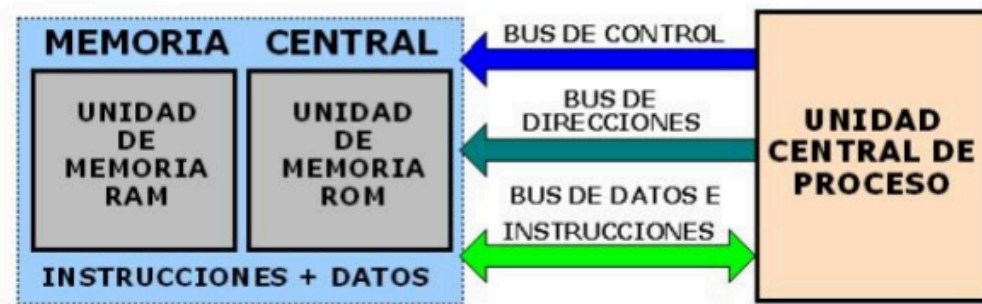 MEMORIA CENTRAL
UNIDAD
DE
MEMORIA
RAM
UNIDAD
DE
MEMORIA
ROM
INSTRUCCIONES + DATOS
BUS DE CONTROL
BUS DE
DIRECCIONES
BUS DE DATOS E
INSTRUCCIONES
UNIDAD
CENTRAL DE
PROCESO